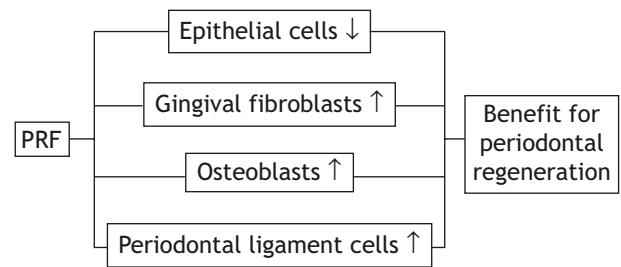 Epithelial cells ↓
Gingival fibroblasts ↑
PRF
Osteoblasts ↑
Periodontal ligament cells ↑
Benefit for
periodontal
regeneration